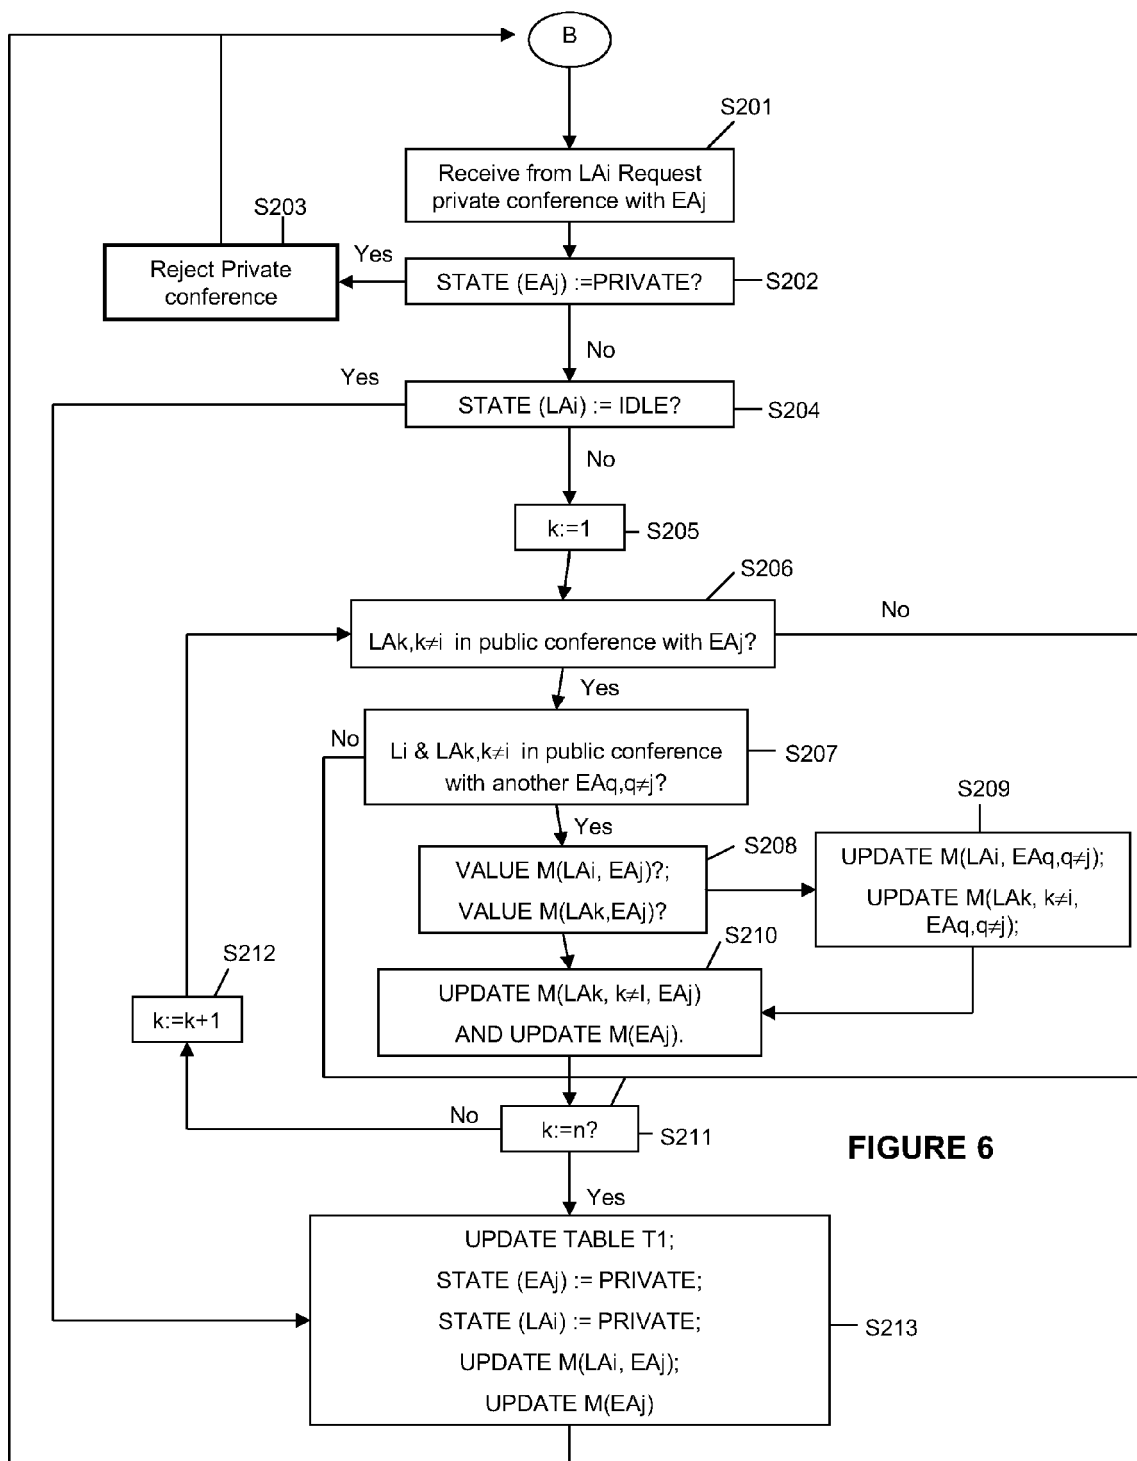 B
S201
Receive from LAi Request
private conference with EAj
S203
Yes
Reject Private
conference
STATE (EAj) :=PRIVATE?
S202
No
Yes
STATE (LAi) := IDLE?
S204
No
k:=1
S205
S206
No
LAk,k≠i in public conference with EAj?
Yes
No
Li & LAk,k≠i in public conference
with another EAq,q≠j?
S207
S209
Yes
S208
VALUE M(LAi, EAj)?;
VALUE M(LAk,EAj)?
UPDATE M(LAi, EAq,q≠j);
UPDATE M(LAk, k≠i,
EAq,q≠j);
S210
S212
UPDATE M(LAk, k≠I, EAj)
AND UPDATE M(EAj).
k:=k+1
No
k:=n?
S211
FIGURE 6
Yes
UPDATE TABLE T1;
STATE (EAj) := PRIVATE;
STATE (LAi) := PRIVATE;
UPDATE M(LAi, EAj);
UPDATE M(EAj)
S213